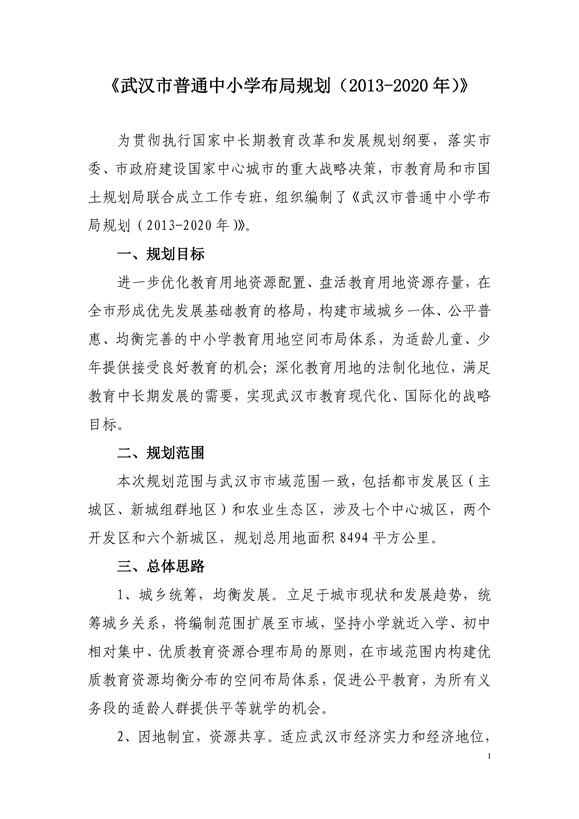 《武汉市普通中小学布局规划（2013-2020 年）》
为贯彻执行国家中长期教育改革和发展规划纲要，落实市
委、市政府建设国家中心城市的重大战略决策，市教育局和市国
土规划局联合成立工作专班，组织编制了《武汉市普通中小学布
局规划（2013-2020 年）》。
一、规划目标
进一步优化教育用地资源配置、盘活教育用地资源存量，在
全市形成优先发展基础教育的格局，构建市域城乡一体、公平普
惠、均衡完善的中小学教育用地空间布局体系，为适龄儿童、少
年提供接受良好教育的机会；深化教育用地的法制化地位，满足
教育中长期发展的需要，实现武汉市教育现代化、国际化的战略
目标。
二、规划范围
本次规划范围与武汉市市域范围一致，包括都市发展区（主
城区、新城组群地区）和农业生态区，涉及七个中心城区，两个
开发区和六个新城区，规划总用地面积 8494 平方公里。
三、总体思路
1、城乡统筹，均衡发展。立足于城市现状和发展趋势，统
筹城乡关系，将编制范围扩展至市域，坚持小学就近入学、初中
相对集中、优质教育资源合理布局的原则，在市域范围内构建优
质教育资源均衡分布的空间布局体系，促进公平教育，为所有义
务段的适龄人群提供平等就学的机会。
2、因地制宜，资源共享。适应武汉市经济实力和经济地位，
1